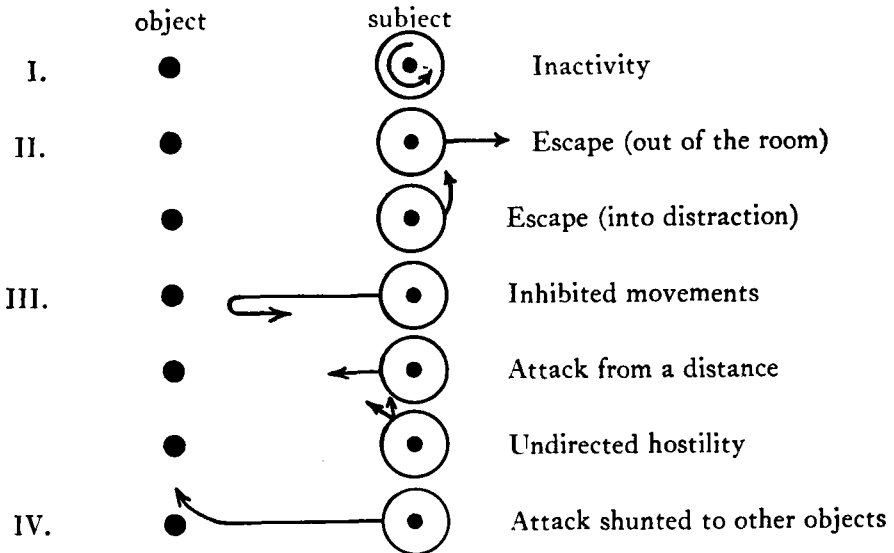 object subject
I. Inactivity
II. Escape (out of the room)
Escape (into distraction)
III. Inhibited movements
Attack from a distance
Undirected hostility
IV. Attack shunted to other objects